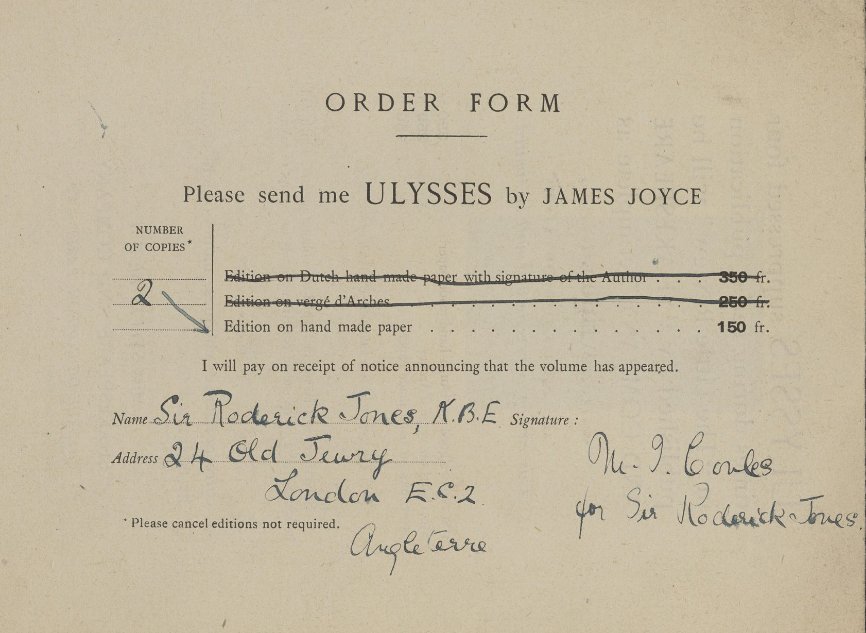 ORDER FORM
Please send me ULYSSES by JAMES JOYCE
NUMBER
OF COPIES*
Edition on Dutch hand made paper with signature of the Author . . . 350 fr.
2 Edition on vergé d'Arches . . . . . . . . . . . . . 250 fr.
Edition on hand made paper . . . . . . . . . . . . . 150 fr.
I will pay on receipt of notice announcing that the volume has appeared.
Name Sir Roderick Jones, K.B.E Signature :
Address 24 Old Jewry
M. I.
London E.C.2
for Sir Roderick Jones
* Please cancel editions not required.
Angleterre